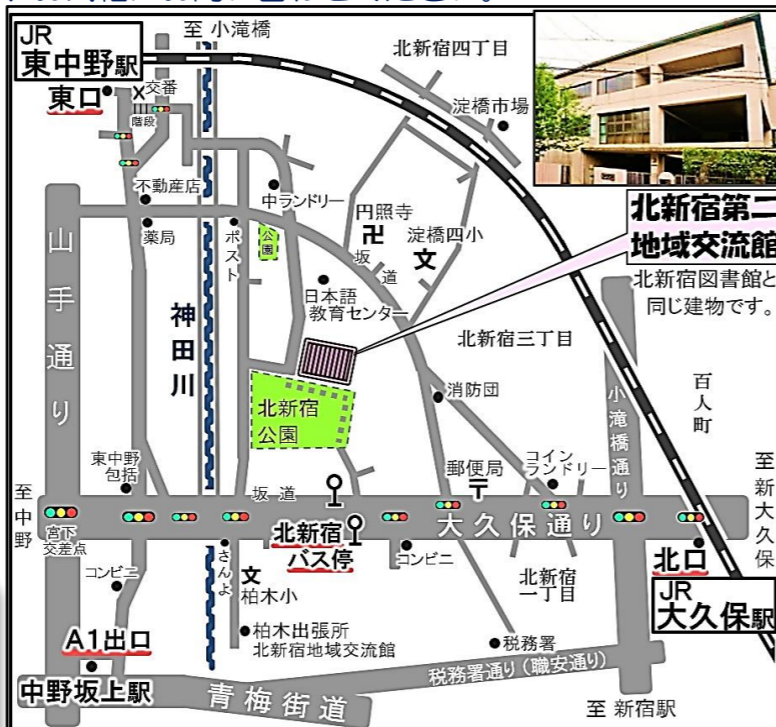 至 小滝橋
JR
東中野駅
東口
交番
階段
北新宿四丁目
淀橋市場
不動産店
薬局
中ランドリー
ポスト
公園
円照寺
卍
淀橋四小
文
坂道
日本語
教育センター
北新宿第二
地域交流館
北新宿図書館と
同じ建物です。
山手通り
神田川
北新宿三丁目
百人町
小滝橋通り
北新宿
公園
消防団
東中野
包括
郵便局
〒
コイン
ランドリー
至中野
至新大久保
坂道
宮下
交差点
北新宿
バス停
大久保通り
コンビニ
北口
JR
大久保駅
コンビニ
さんよ
文
柏木小
北新宿
一丁目
A1出口
柏木出張所
北新宿地域交流館
税務署
中野坂上駅
青梅街道
税務署通り(職安通り)
至 新宿駅